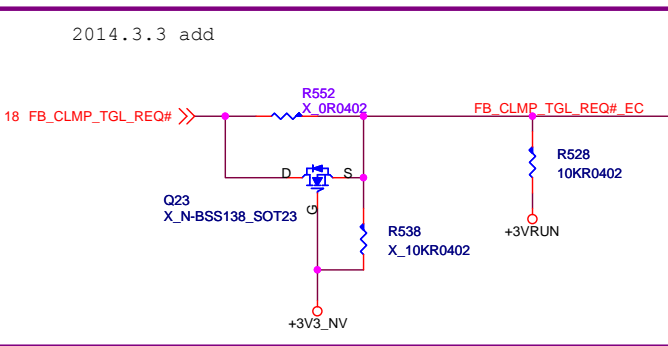 2014.3.3 add
R552
X_0R0402
18 FB_CLMP_TGL_REQ#
FB_CLMP_TGL_REQ#_EC
D
S
G
Q23
X_N-BSS138_SOT23
R528
10KR0402
R538
X_10KR0402
+3VRUN
+3V3_NV